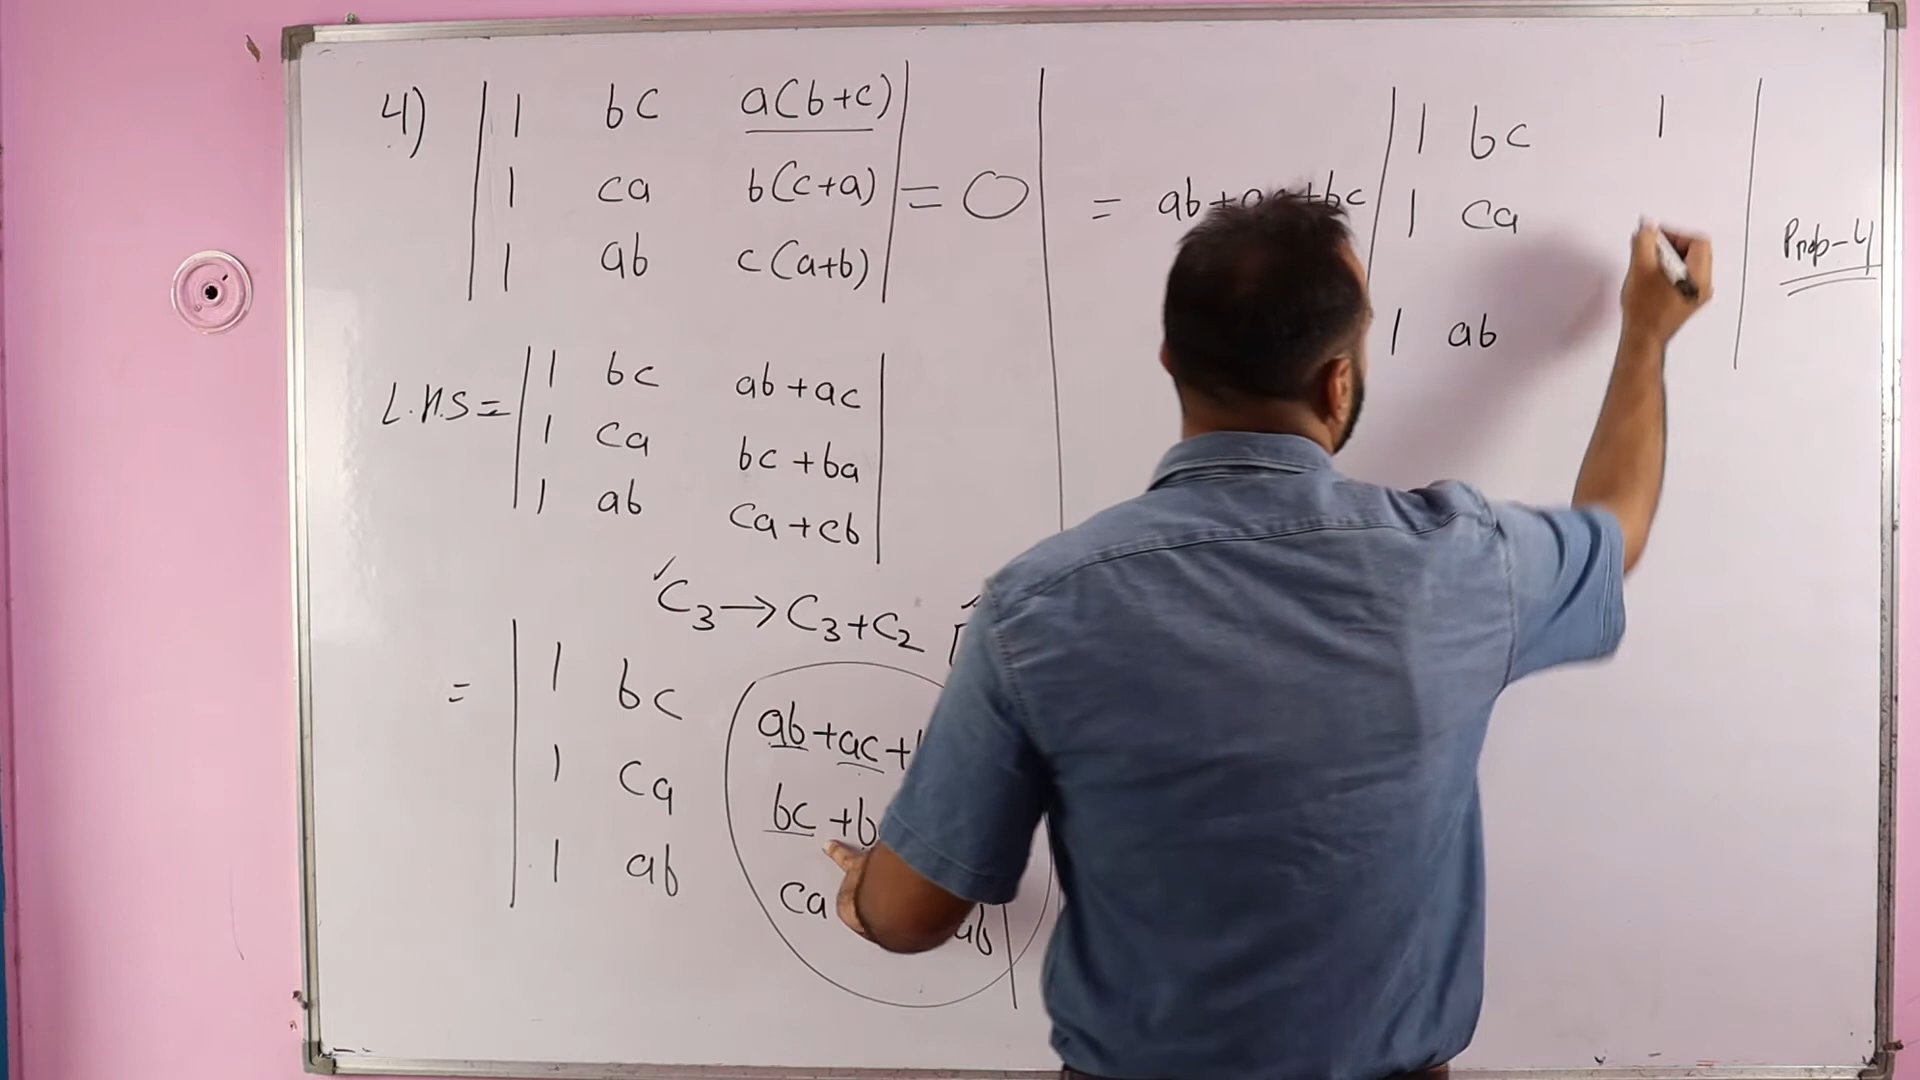 4) | 1 bc a(b+c) |
| 1 ca b(c+a) | = 0
| 1 ab c(a+b) |
L.H.S = | 1 bc ab+ac |
| 1 ca bc+ba |
| 1 ab ca+cb |
✓C₃→C₃+C₂ [
= | 1 bc ab+ac+
| 1 ca bc+b
| 1 ab ca ab |
| 1 bc 1 |
= ab+ac+bc | 1 ca | Prop-4
1 ab